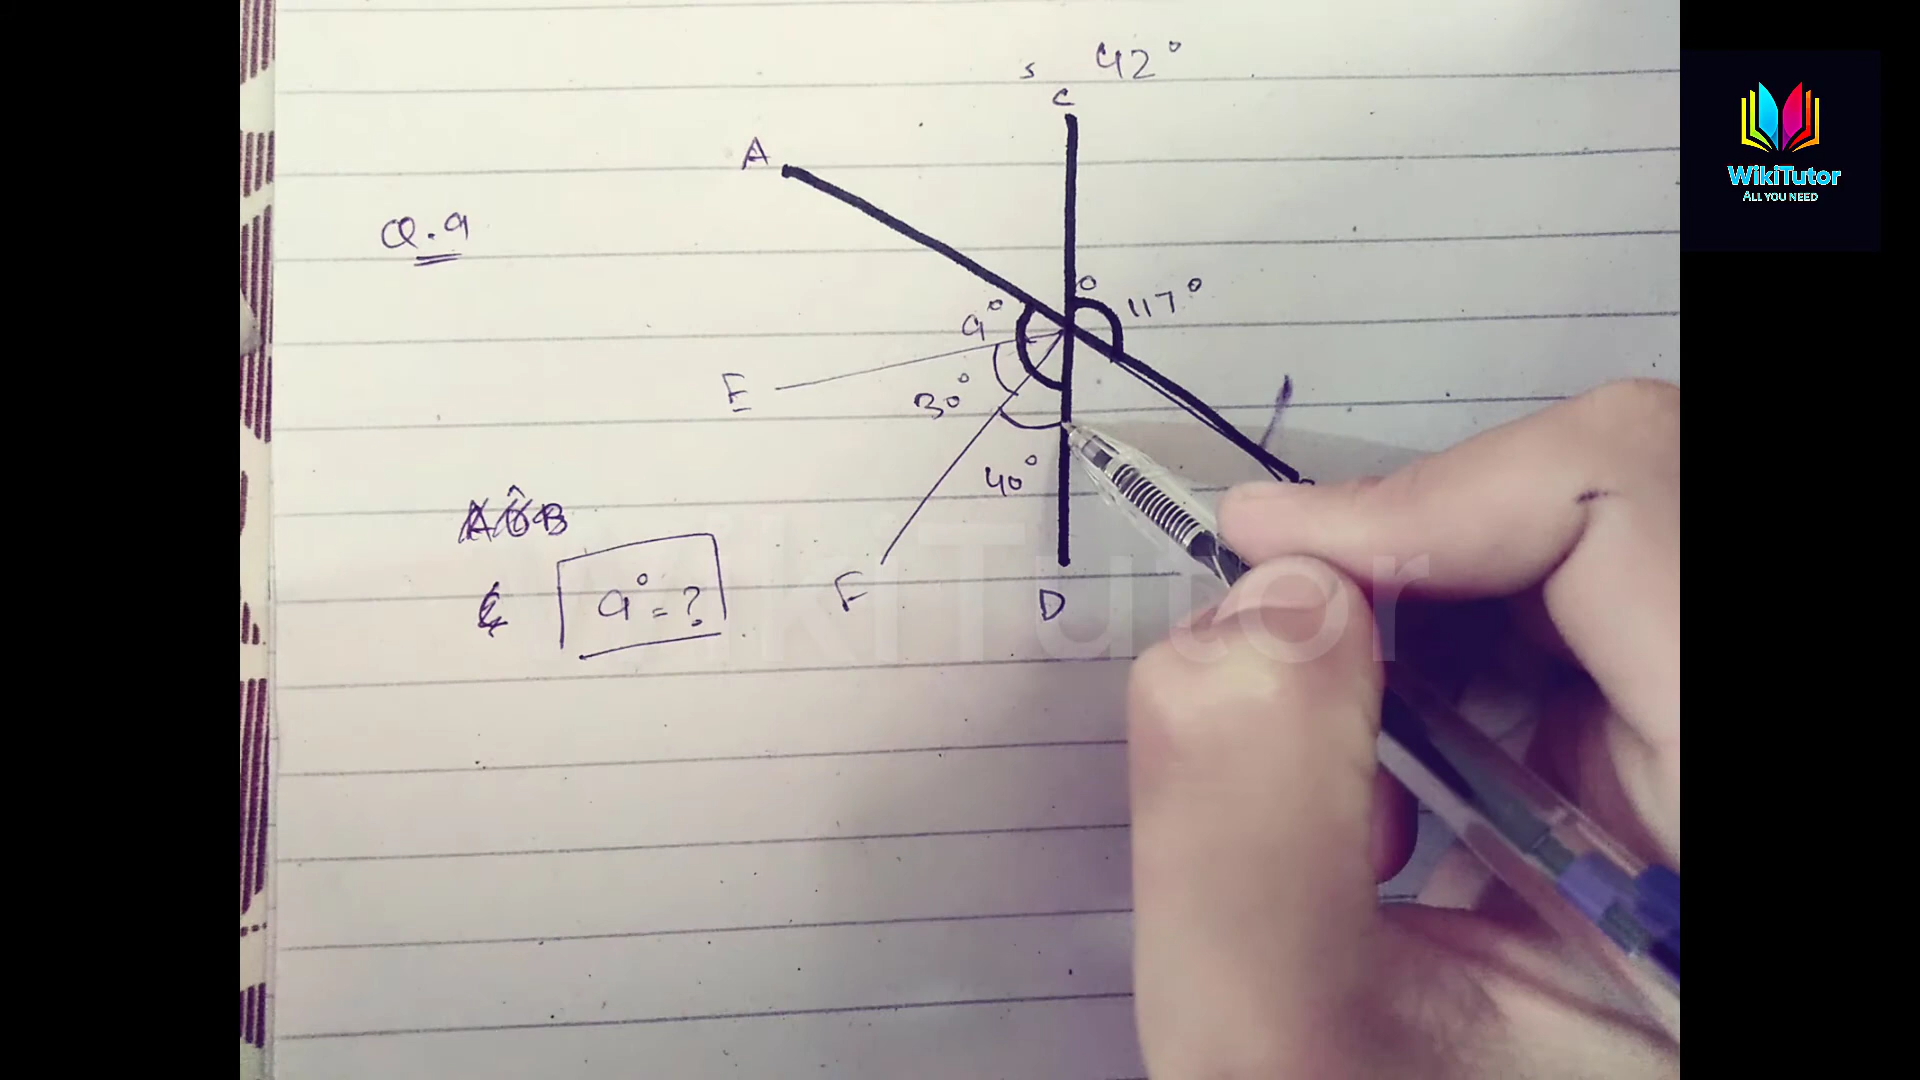 S 42°
C
A
Q.9
O
117°
a°
E
30°
40°
AÔB
F
D
a° = ?
WikiTutor
ALL YOU NEED
WikiTutor